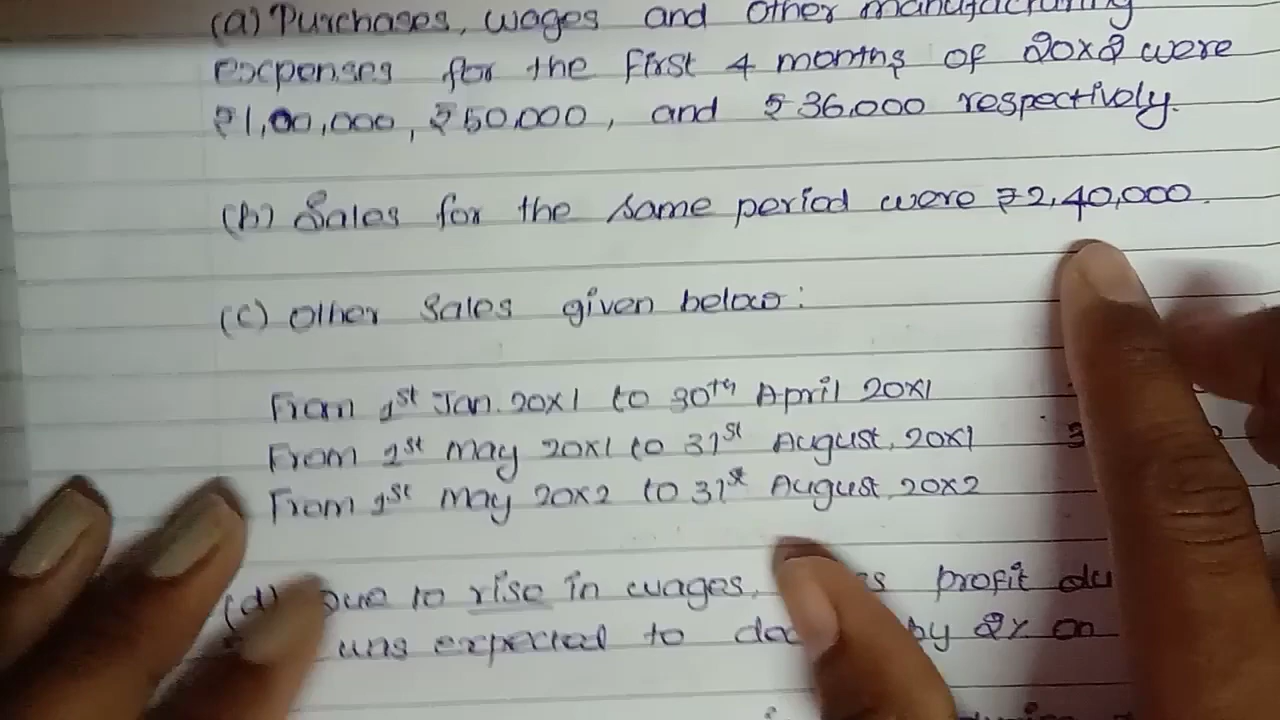 (a) Purchases, wages and other manufacturing
expenses for the first 4 months of 20x2 were
₹1,00,000, ₹50,000, and ₹36,000 respectively.
(b) Sales for the same period were ₹2,40,000.
(c) Other Sales given below:
From 1st Jan. 20x1 to 30th April 20x1
From 1st May 20x1 to 31st August, 20x1 3
From 1st May 20x2 to 31st August, 20x2
(d) Due to rise in wages, profit
expected to by 2% on